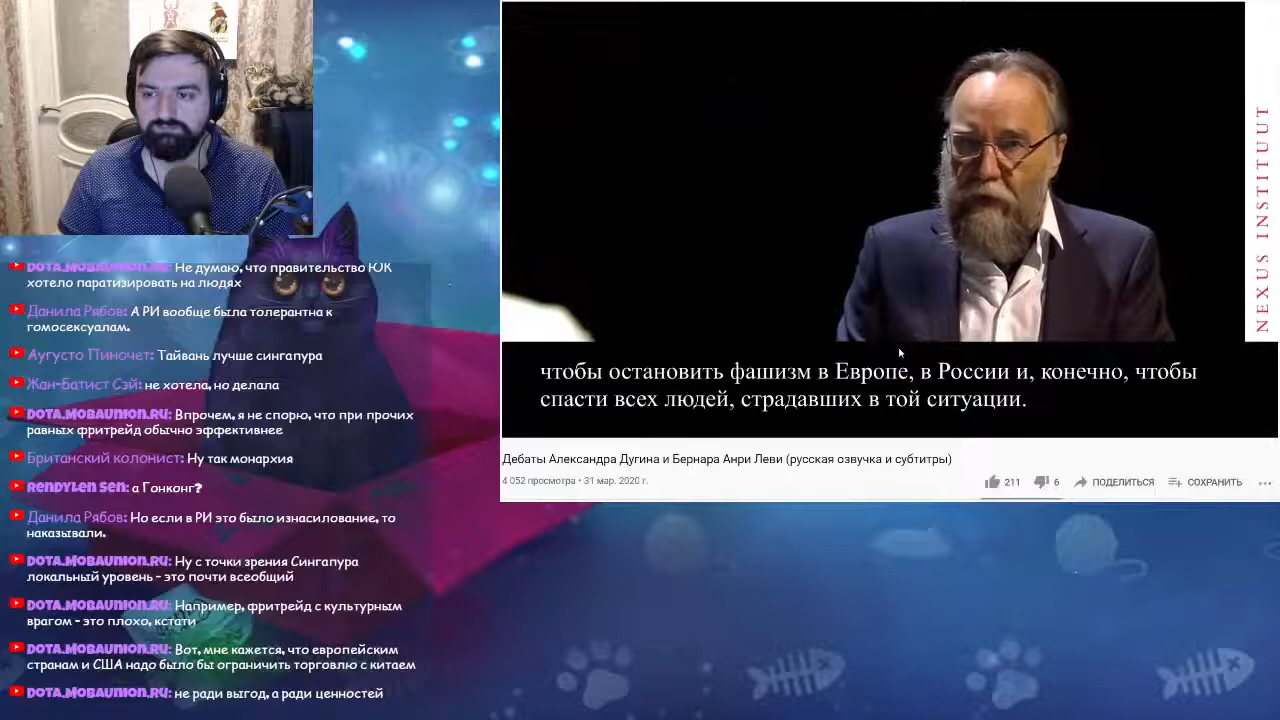 DOTA.MOBAUNION.RU: Не думаю, что правительство ЮК
хотело паратизировать на людях
Данила Рябов: А РИ вообще была толерантна к
гомосексуалам.
Аугусто Пиночет: Тайвань лучше сингапура
Жан-Батист Сэй: не хотела, но делала
DOTA.MOBAUNION.RU: Впрочем, я не спорю, что при прочих
равных фритрейд обычно эффективнее
Британский колонист: Ну так монархия
Rendylen Sen: а Гонконг?
Данила Рябов: Но если в РИ это было изнасилование, то
наказывали.
DOTA.MOBAUNION.RU: Ну с точки зрения Сингапура
локальный уровень - это почти всеобщий
DOTA.MOBAUNION.RU: Например, фритрейд с культурным
врагом - это плохо, кстати
DOTA.MOBAUNION.RU: Вот, мне кажется, что европейским
странам и США надо было бы ограничить торговлю с китаем
DOTA.MOBAUNION.RU: не ради выгод, а ради ценностей
NEXUS INSTITUUT
чтобы остановить фашизм в Европе, в России и, конечно, чтобы
спасти всех людей, страдавших в той ситуации.
Дебаты Александра Дугина и Бернара Анри Леви (русская озвучка и субтитры)
4 052 просмотра • 31 мар. 2020 г.
211
6
ПОДЕЛИТЬСЯ
СОХРАНИТЬ